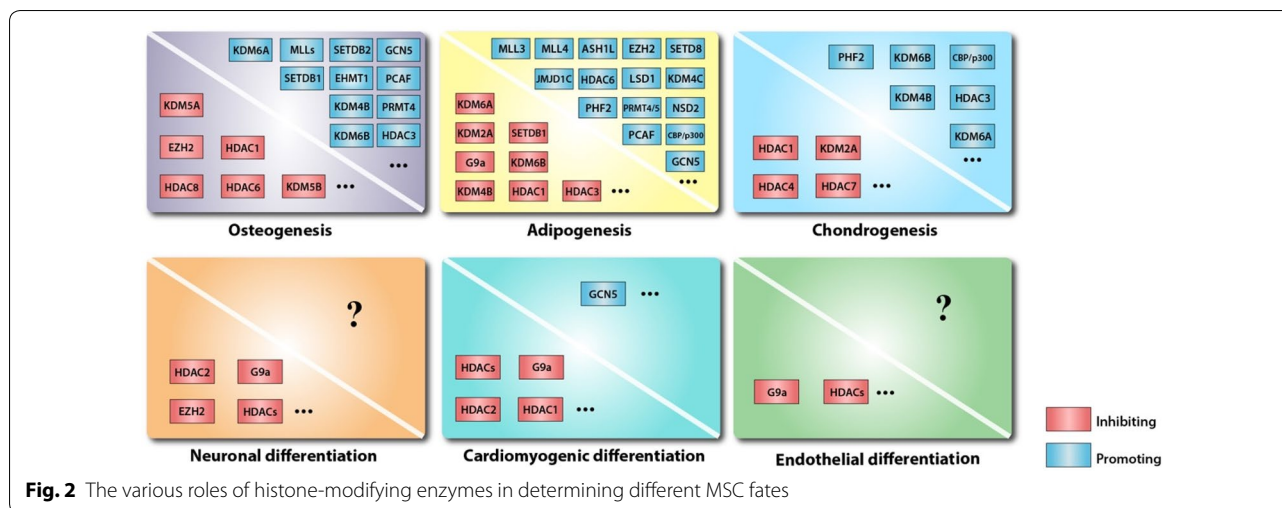 KDM6A MLLs SETDB2 GCN5
SETDB1 EHMT1 PCAF
KDM5A KDM4B PRMT4
EZH2 HDAC1 KDM6B HDAC3
...
HDAC8 HDAC6 KDM5B ...
Osteogenesis
MLL3 MLL4 ASH1L EZH2 SETD8
JMJD1C HDAC6 LSD1 KDM4C
KDM6A PHF2 PRMT4/5 NSD2
KDM2A SETDB1 PCAF CBP/p300
G9a KDM6B GCN5
...
KDM4B HDAC1 HDAC3 ...
Adipogenesis
PHF2 KDM6B CBP/p300
KDM4B HDAC3
KDM6A
HDAC1 KDM2A ...
HDAC4 HDAC7 ...
Chondrogenesis
?
HDAC2 G9a
EZH2 HDACs ...
Neuronal differentiation
GCN5 ...
HDACs G9a
HDAC2 HDAC1 ...
Cardiomyogenic differentiation
?
G9a HDACs ...
Endothelial differentiation
Inhibiting
Promoting
Fig. 2 The various roles of histone-modifying enzymes in determining different MSC fates